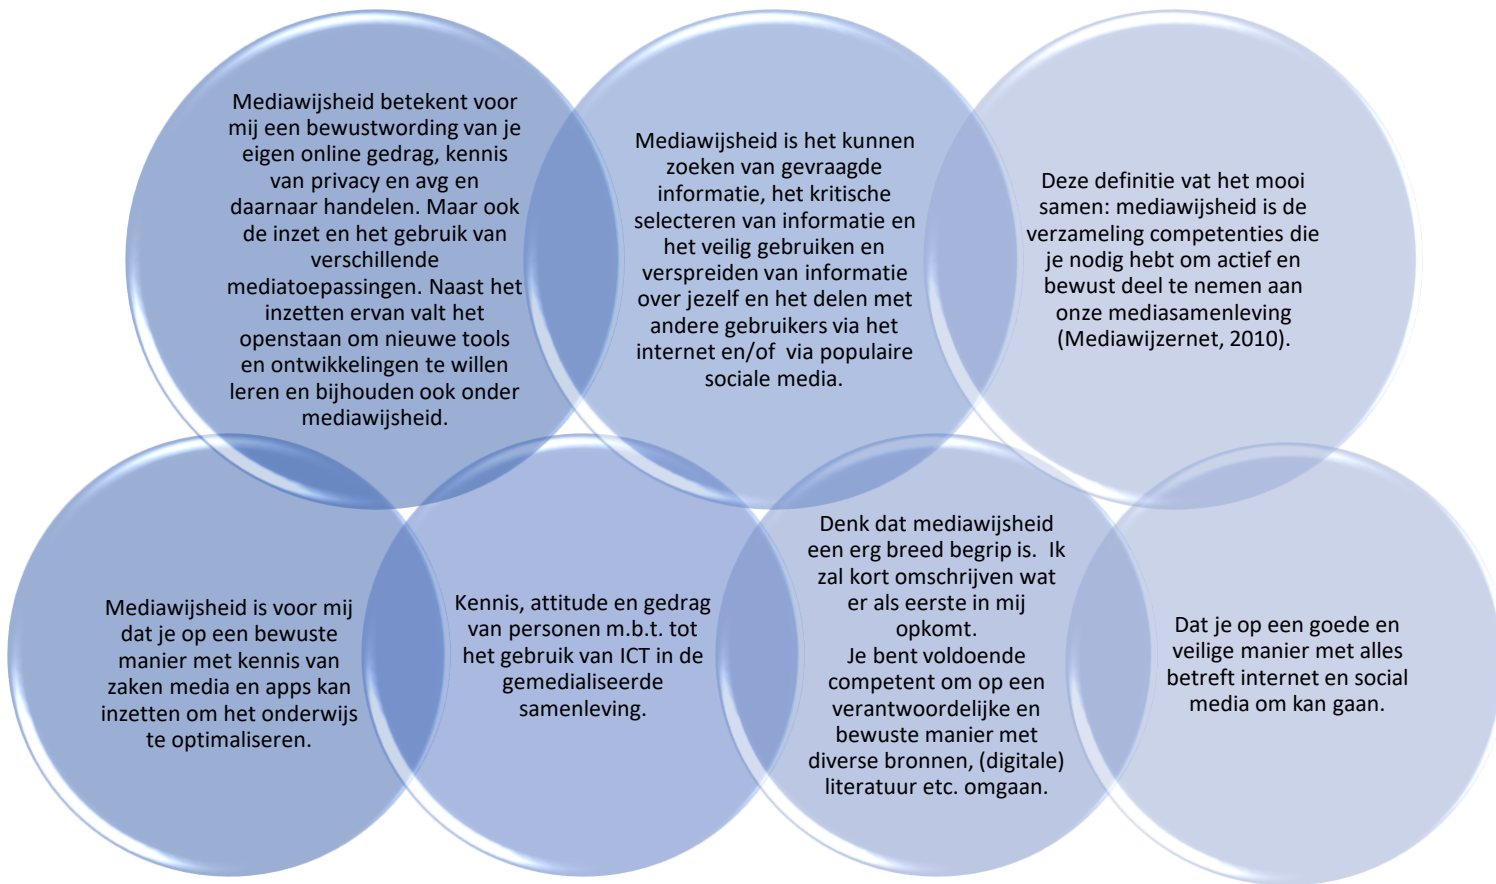 Mediawijsheid betekent voor
mij een bewustwording van je
eigen online gedrag, kennis
van privacy en avg en
daarnaar handelen. Maar ook
de inzet en het gebruik van
verschillende
mediatoepassingen. Naast het
inzetten ervan valt het
openstaan om nieuwe tools
en ontwikkelingen te willen
leren en bijhouden ook onder
mediawijsheid.
Mediawijsheid is het kunnen
zoeken van gevraagde
informatie, het kritische
selecteren van informatie en
het veilig gebruiken en
verspreiden van informatie
over jezelf en het delen met
andere gebruikers via het
internet en/of  via populaire
sociale media.
Deze definitie vat het mooi
samen: mediawijsheid is de
verzameling competenties die
je nodig hebt om actief en
bewust deel te nemen aan
onze mediasamenleving
(Mediawijzernet, 2010).
Mediawijsheid is voor mij
dat je op een bewuste
manier met kennis van
zaken media en apps kan
inzetten om het onderwijs
te optimaliseren.
Kennis, attitude en gedrag
van personen m.b.t. tot
het gebruik van ICT in de
gemedialiseerde
samenleving.
Denk dat mediawijsheid
een erg breed begrip is.  Ik
zal kort omschrijven wat
er als eerste in mij
opkomt.
Je bent voldoende
competent om op een
verantwoordelijke en
bewuste manier met
diverse bronnen, (digitale)
literatuur etc. omgaan.
Dat je op een goede en
veilige manier met alles
betreft internet en social
media om kan gaan.